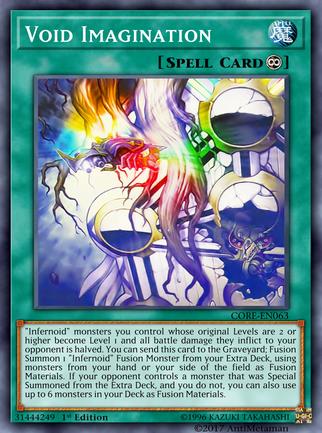 Void Imagination
[Spell Card]
CORE-EN063
"Infernoid" monsters you control whose original Levels are 2 or
higher become Level 1 and all battle damage they inflict to your
opponent is halved. You can send this card to the Graveyard; Fusion
Summon 1 "Infernoid" Fusion Monster from your Extra Deck, using
monsters from your hand or your side of the field as Fusion
Materials. If your opponent controls a monster that was Special
Summoned from the Extra Deck, and you do not, you can also use
up to 6 monsters in your Deck as Fusion Materials.
31444249 1st Edition ©1996 KAZUKI TAKAHASHI
©2017 AntiMetaman